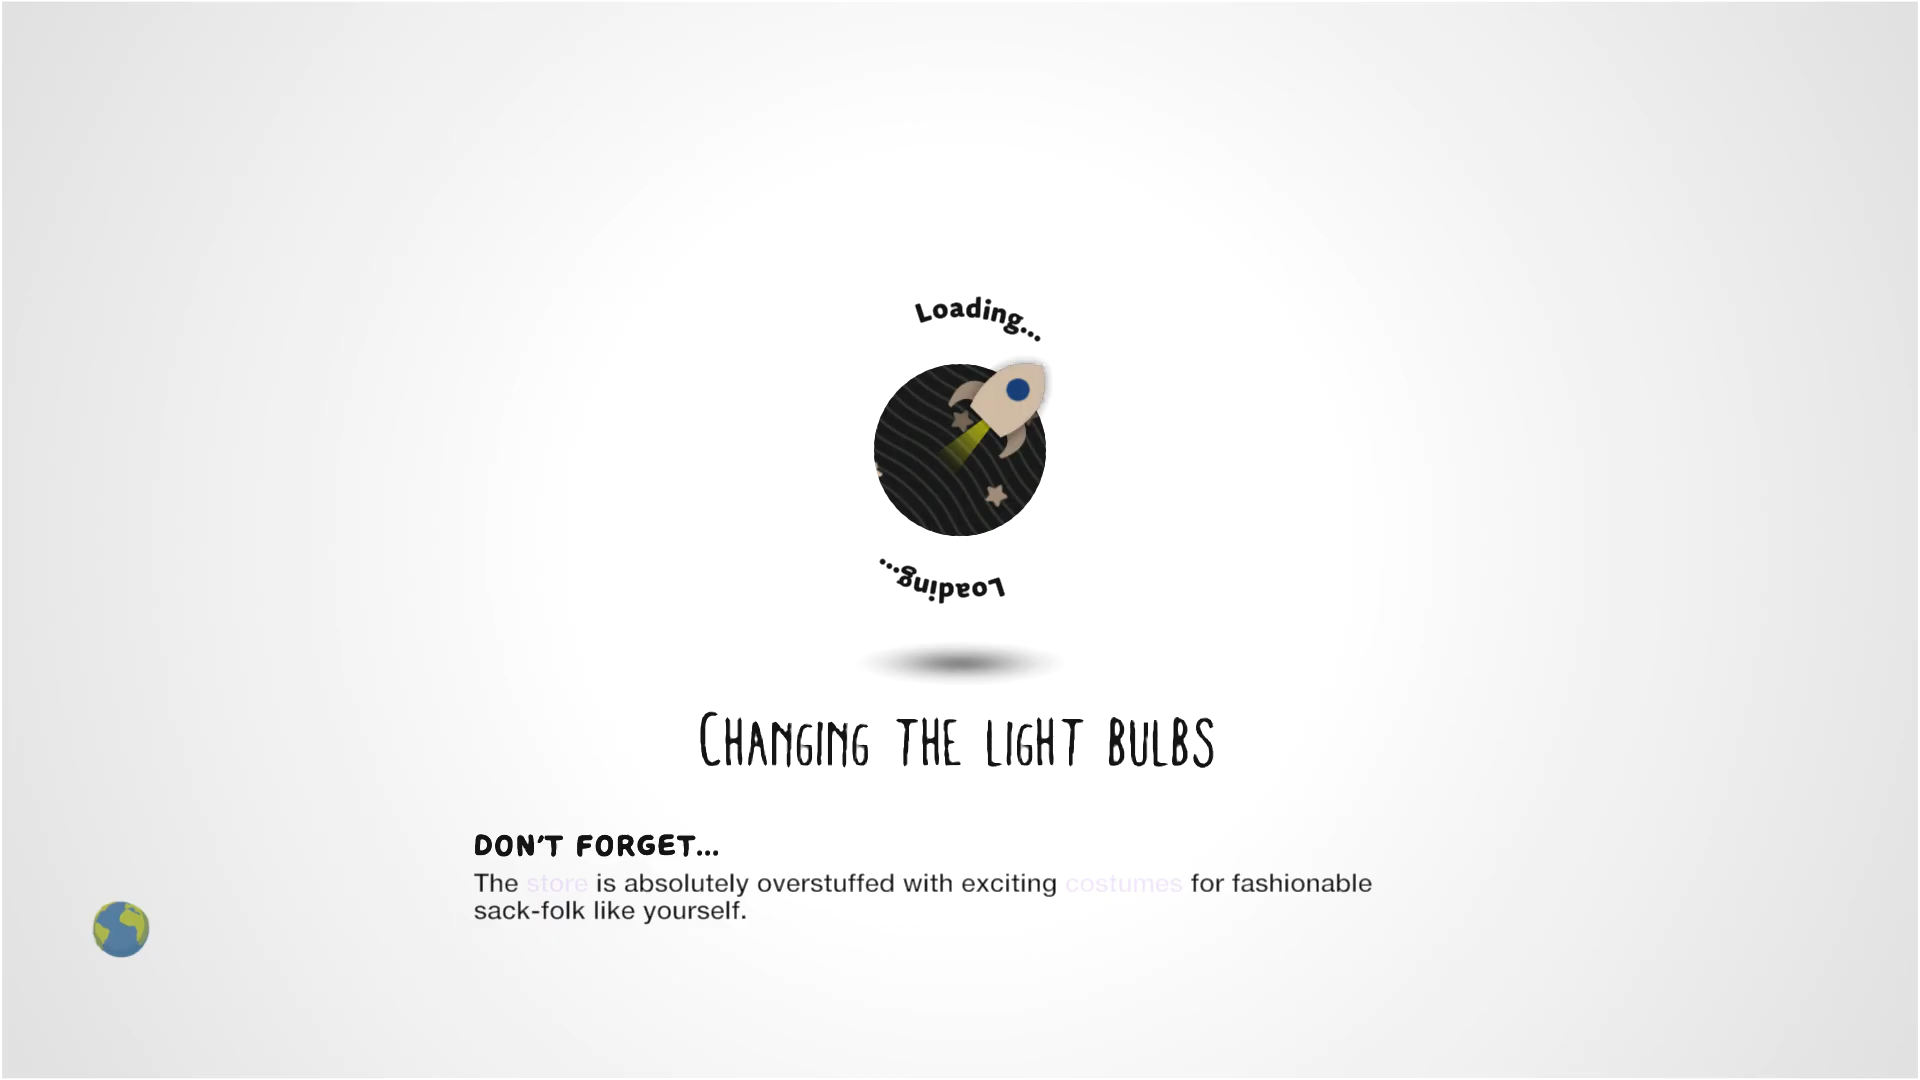 Loading...
Loading...
Changing the light bulbs
DON'T FORGET...
The store is absolutely overstuffed with exciting costumes for fashionable
sack-folk like yourself.